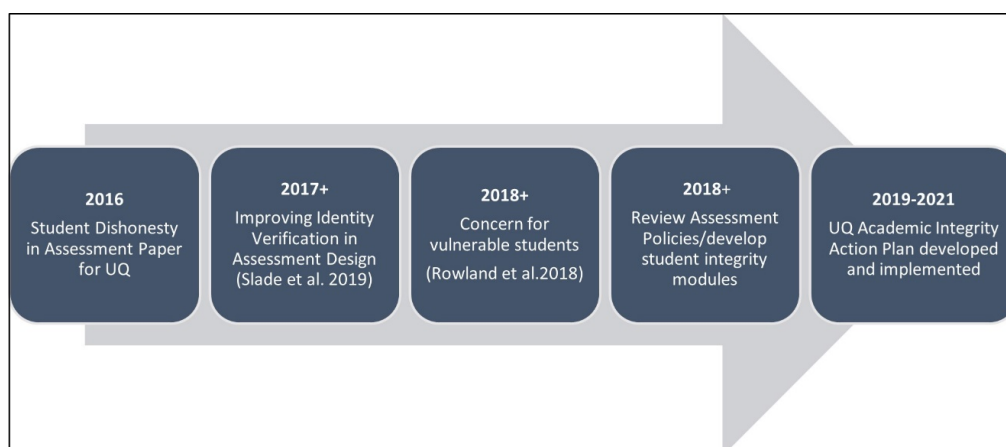 2016
Student Dishonesty
in Assessment Paper
for UQ
2017+
Improving Identity
Verification in
Assessment Design
(Slade et al. 2019)
2018+
Concern for
vulnerable students
(Rowland et al.2018)
2018+
Review Assessment
Policies/develop
student integrity
modules
2019-2021
UQ Academic Integrity
Action Plan developed
and implemented